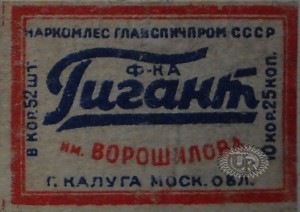 НАРКОМЛЕС ГЛАВСПИЧПРОМ СССР
Ф-КА
Гигант
им. ВОРОШИЛОВА
Г. КАЛУГА МОСК. ОБЛ.
В КОР. 52 ШТ.
10 КОР. 25 КОП.